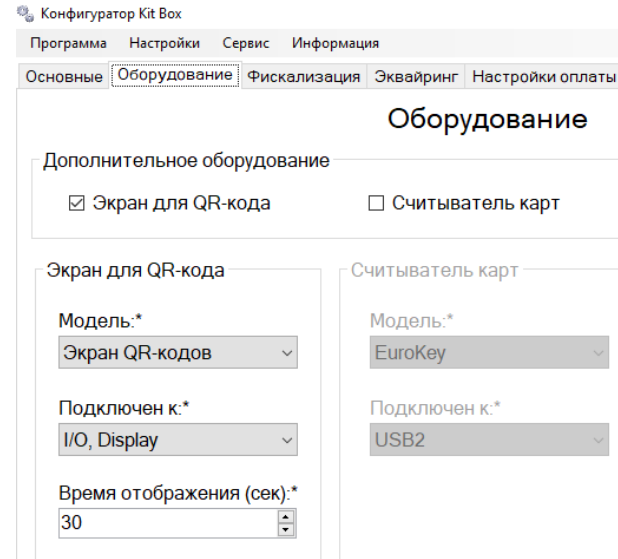 Конфигуратор Kit Box
Программа Настройки Сервис Информация
Основные Оборудование Фискализация Эквайринг Настройки оплаты
Оборудование
Дополнительное оборудование
Экран для QR-кода Считыватель карт
Экран для QR-кода Считыватель карт
Модель:* Модель:*
Экран QR-кодов EuroKey
Подключен к:* Подключен к:*
I/O, Display USB2
Время отображения (сек):*
30